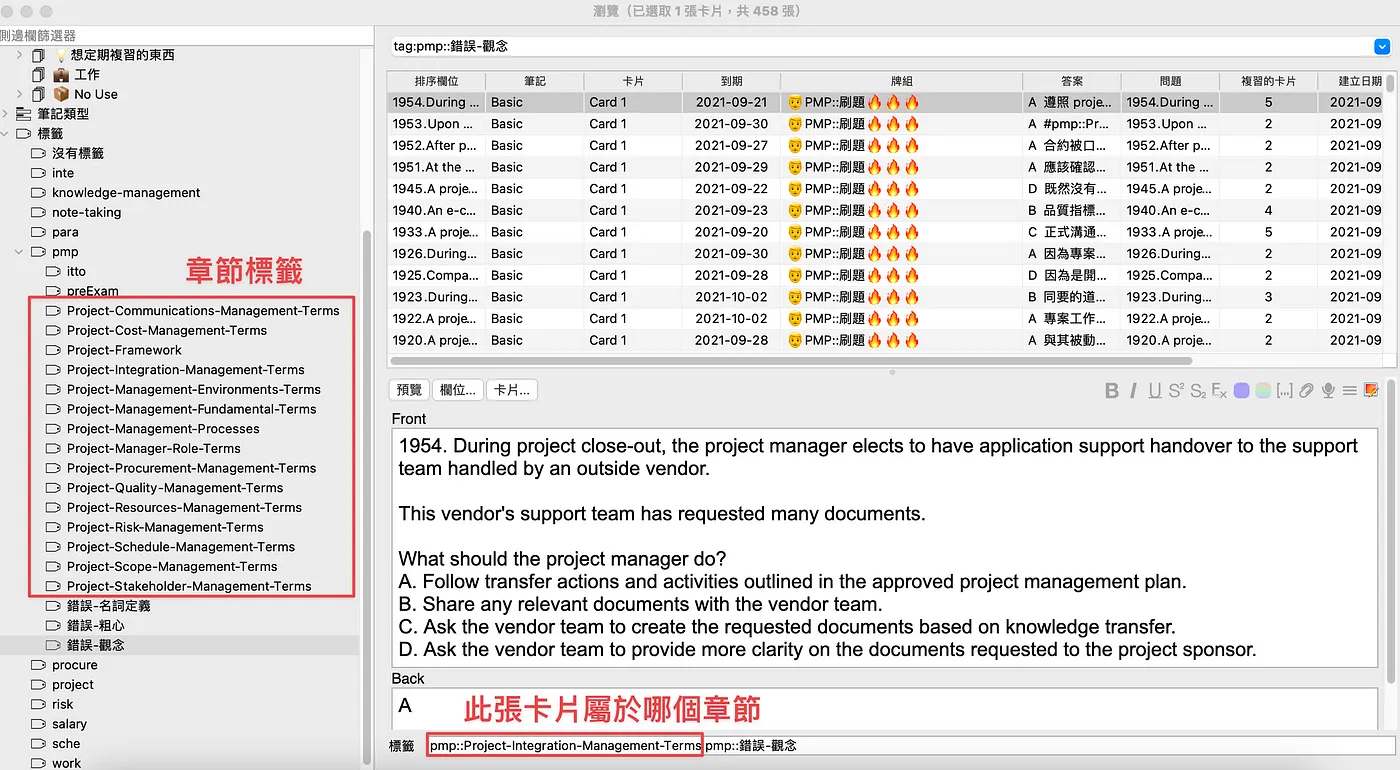 瀏覽（已選取 1 張卡片，共 458 張）
側邊欄篩選器
💡想定期複習的東西
💼 工作
📦 No Use
筆記類型
標籤
沒有標籤
inte
knowledge-management
note-taking
para
pmp
itto
preExam
章節標籤
Project-Communications-Management-Terms
Project-Cost-Management-Terms
Project-Framework
Project-Integration-Management-Terms
Project-Management-Environments-Terms
Project-Management-Fundamental-Terms
Project-Management-Processes
Project-Manager-Role-Terms
Project-Procurement-Management-Terms
Project-Quality-Management-Terms
Project-Resources-Management-Terms
Project-Risk-Management-Terms
Project-Schedule-Management-Terms
Project-Scope-Management-Terms
Project-Stakeholder-Management-Terms
錯誤-名詞定義
錯誤-粗心
錯誤-觀念
procure
project
risk
salary
sche
work
tag:pmp::錯誤-觀念
排序欄位 筆記 卡片 到期 牌組 答案 問題 複習的卡片 建立日期
1954.During ... Basic Card 1 2021-09-21 👨PMP::刷題🔥🔥🔥 A 遵照 proje... 1954.During ... 5 2021-09
1953.Upon ... Basic Card 1 2021-09-30 👨PMP::刷題🔥🔥🔥 A #pmp::Pr... 1953.Upon ... 2 2021-09
1952.After p... Basic Card 1 2021-09-27 👨PMP::刷題🔥🔥🔥 A 合約被口... 1952.After p... 2 2021-09
1951.At the ... Basic Card 1 2021-09-29 👨PMP::刷題🔥🔥🔥 A 應該確認... 1951.At the ... 2 2021-09
1945.A proje... Basic Card 1 2021-09-22 👨PMP::刷題🔥🔥🔥 D 既然沒有... 1945.A proje... 2 2021-09
1940.An e-c... Basic Card 1 2021-09-23 👨PMP::刷題🔥🔥🔥 B 品質指標... 1940.An e-c... 4 2021-09
1933.A proje... Basic Card 1 2021-09-22 👨PMP::刷題🔥🔥🔥 C 正式溝通... 1933.A proje... 5 2021-09
1926.During... Basic Card 1 2021-09-30 👨PMP::刷題🔥🔥🔥 A 因為專案... 1926.During... 2 2021-09
1925.Compa... Basic Card 1 2021-09-28 👨PMP::刷題🔥🔥🔥 D 因為是開... 1925.Compa... 2 2021-09
1923.During... Basic Card 1 2021-10-02 👨PMP::刷題🔥🔥🔥 B 同要的道... 1923.During... 3 2021-09
1922.A proje... Basic Card 1 2021-10-02 👨PMP::刷題🔥🔥🔥 A 專案工作... 1922.A proje... 2 2021-09
1920.A proje... Basic Card 1 2021-09-28 👨PMP::刷題🔥🔥🔥 A 與其被動... 1920.A proje... 2 2021-09
預覽 欄位... 卡片...
Front
1954. During project close-out, the project manager elects to have application support handover to the support
team handled by an outside vendor.
This vendor's support team has requested many documents.
What should the project manager do?
A. Follow transfer actions and activities outlined in the approved project management plan.
B. Share any relevant documents with the vendor team.
C. Ask the vendor team to create the requested documents based on knowledge transfer.
D. Ask the vendor team to provide more clarity on the documents requested to the project sponsor.
Back
A
此張卡片屬於哪個章節
標籤 pmp::Project-Integration-Management-Terms pmp::錯誤-觀念